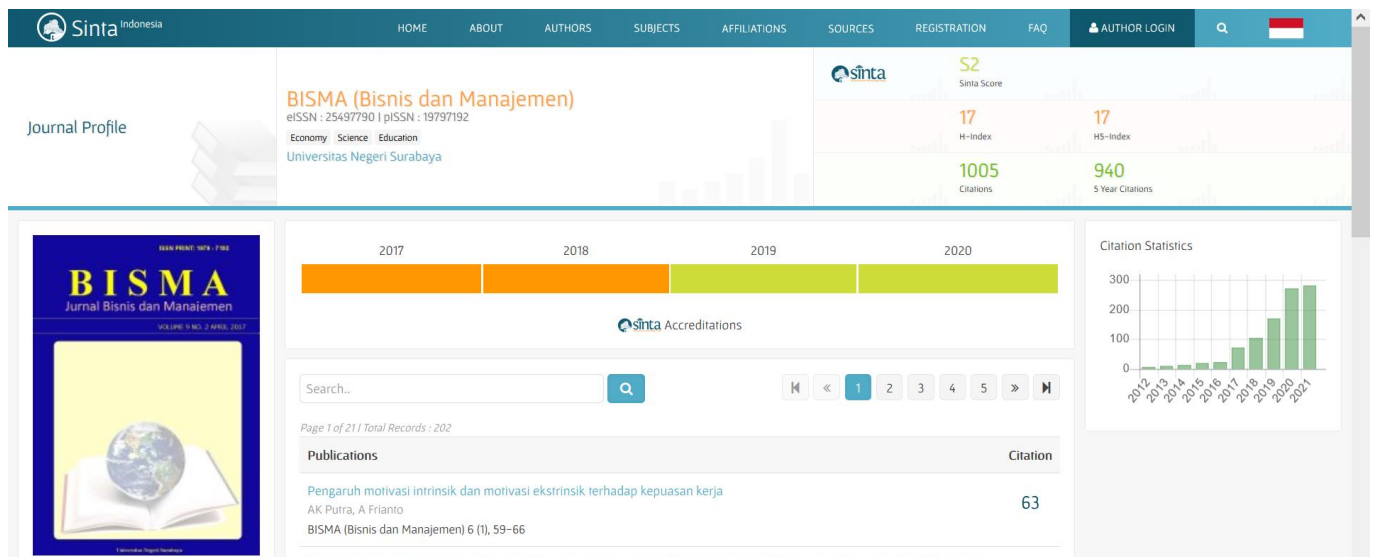 Sinta Indonesia
HOME ABOUT AUTHORS SUBJECTS AFFILIATIONS SOURCES REGISTRATION FAQ AUTHOR LOGIN
Journal Profile
BISMA (Bisnis dan Manajemen)
eISSN : 25497790 | pISSN : 19797192
Economy Science Education
Universitas Negeri Surabaya
sinta
S2
Sinta Score
17 17
H-Index H5-Index
1005 940
Citations 5 Year Citations
BISMA
Jurnal Bisnis dan Manajemen
VOLUME 9 NO. 2 APRIL 2017
Universitas Negeri Surabaya
2017 2018 2019 2020
sinta Accreditations
Search..
1 2 3 4 5
Page 1 of 21 | Total Records : 202
Publications Citation
Pengaruh motivasi intrinsik dan motivasi ekstrinsik terhadap kepuasan kerja
63
AK Putra, A Frianto
BISMA (Bisnis dan Manajemen) 6 (1), 59-66
Citation Statistics
300
200
100
0
2012 2013 2014 2015 2016 2017 2018 2019 2020 2021